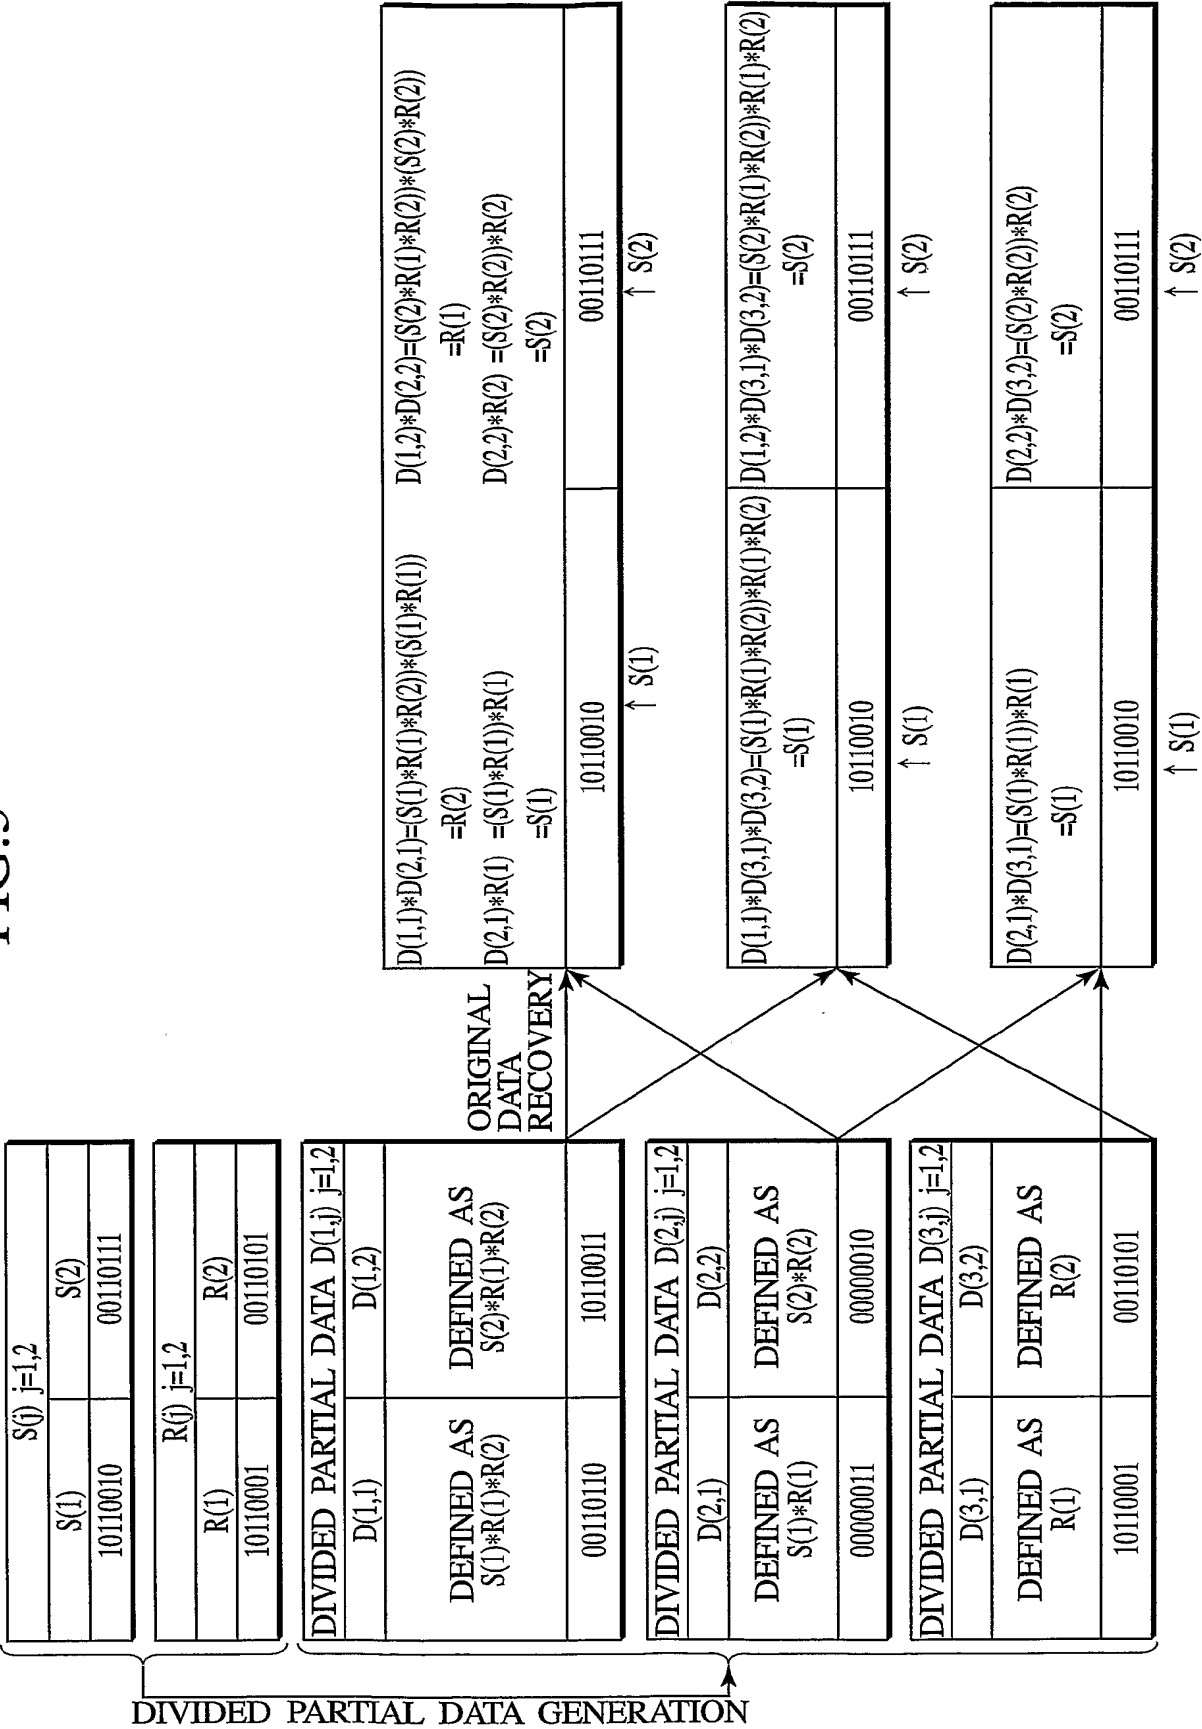 S(j) j=1,2
S(1) S(2)
10110010 00110111
R(j) j=1,2
R(1) R(2)
10110001 00110101
DIVIDED PARTIAL DATA GENERATION
DIVIDED PARTIAL DATA D(1,j) j=1,2
D(1,1) D(1,2)
DEFINED AS DEFINED AS
S(1)*R(1)*R(2) S(2)*R(1)*R(2)
00110110 10110011
DIVIDED PARTIAL DATA D(2,j) j=1,2
D(2,1) D(2,2)
DEFINED AS DEFINED AS
S(1)*R(1) S(2)*R(2)
00000011 00000010
DIVIDED PARTIAL DATA D(3,j) j=1,2
D(3,1) D(3,2)
DEFINED AS DEFINED AS
R(1) R(2)
10110001 00110101
ORIGINAL
DATA
RECOVERY
D(1,1)*D(2,1)=(S(1)*R(1)*R(2))*(S(1)*R(1)) D(1,2)*D(2,2)=(S(2)*R(1)*R(2))*(S(2)*R(2))
=R(2) =R(1)
D(2,1)*R(1) =(S(1)*R(1))*R(1) D(2,2)*R(2) =(S(2)*R(2))*R(2)
=S(1) =S(2)
10110010 00110111
↑ S(1) ↑ S(2)
D(1,1)*D(3,1)*D(3,2)=(S(1)*R(1)*R(2))*R(1)*R(2) D(1,2)*D(3,1)*D(3,2)=(S(2)*R(1)*R(2))*R(1)*R(2)
=S(1) =S(2)
10110010 00110111
↑ S(1) ↑ S(2)
D(2,1)*D(3,1)=(S(1)*R(1))*R(1) D(2,2)*D(3,2)=(S(2)*R(2))*R(2)
=S(1) =S(2)
10110010 00110111
↑ S(1) ↑ S(2)